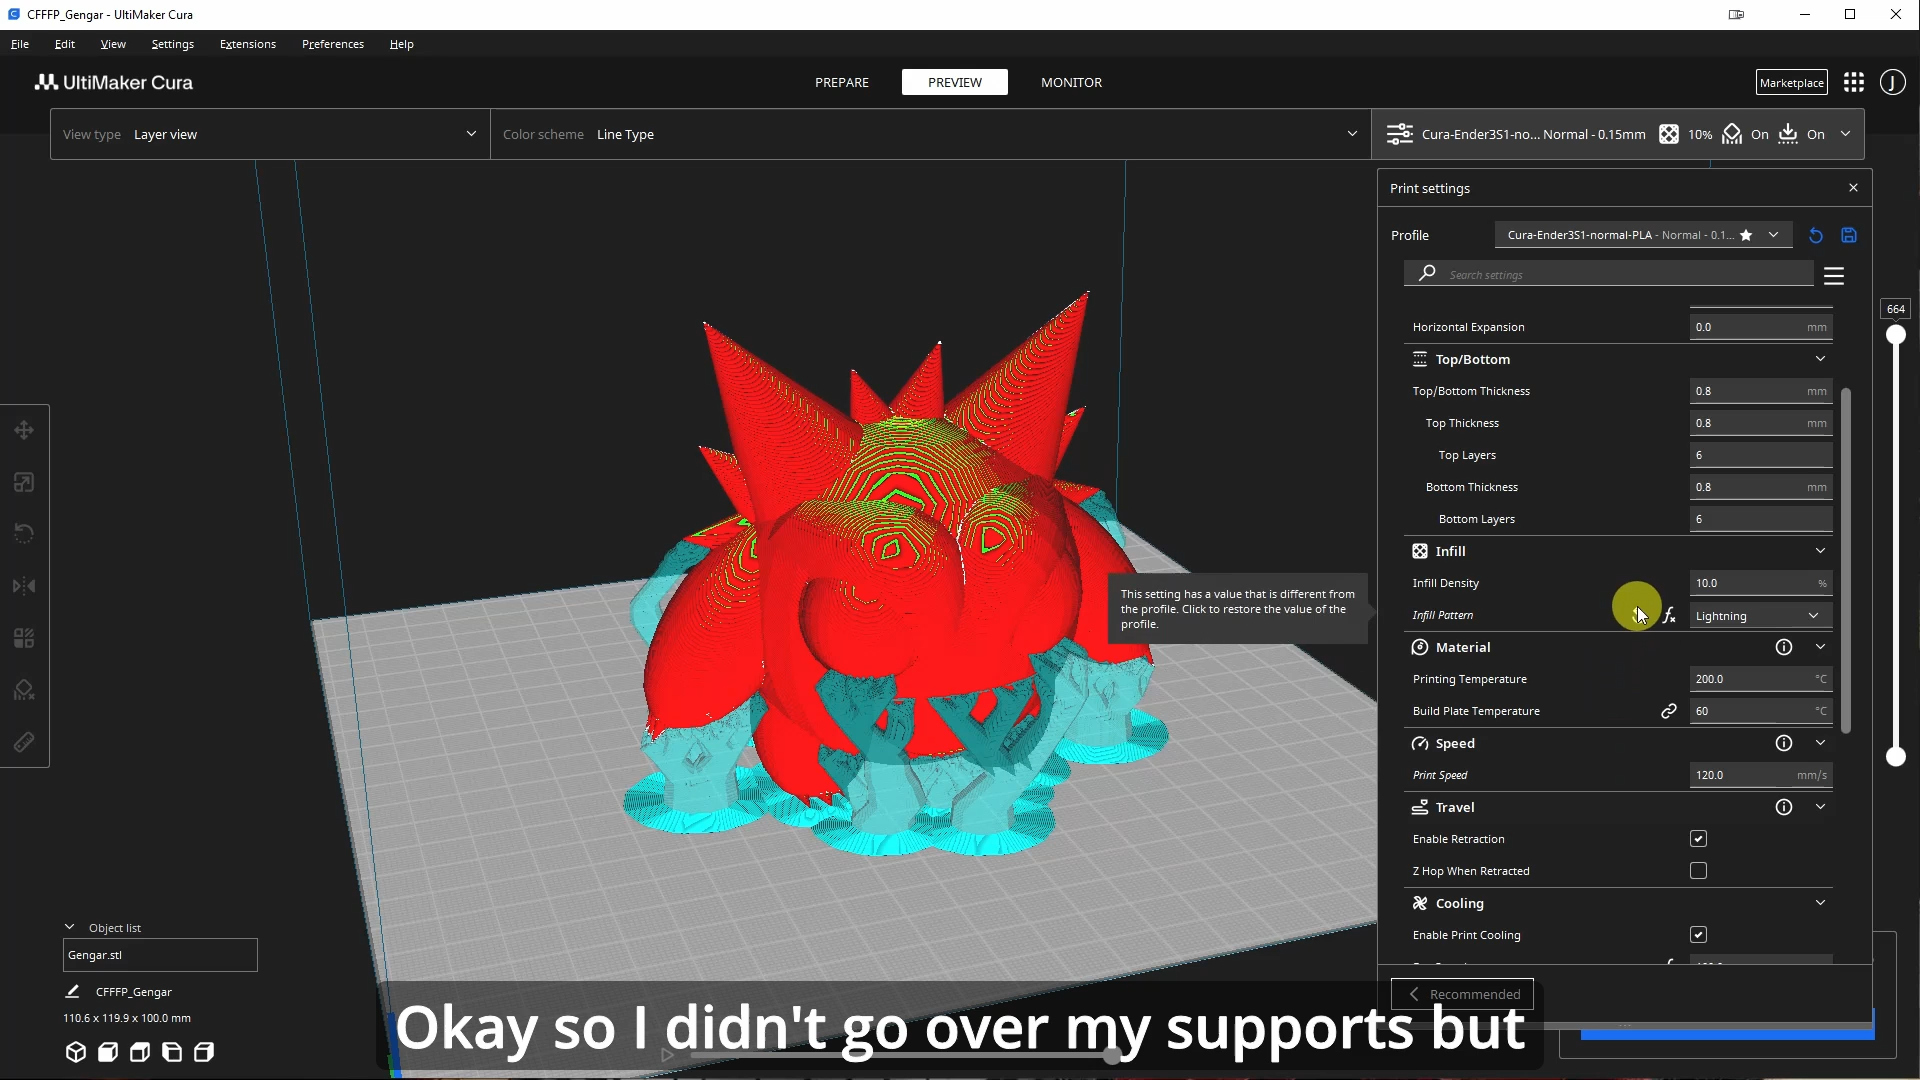 CFFFP_Gengar - UltiMaker Cura
File Edit View Settings Extensions Preferences Help
UltiMaker Cura
PREPARE PREVIEW MONITOR
Marketplace
J
View type Layer view
Color scheme Line Type
Cura-Ender3S1-no... Normal - 0.15mm 10% On On
Print settings
Profile Cura-Ender3S1-normal-PLA - Normal - 0.1...
Search settings
664
Horizontal Expansion 0.0 mm
Top/Bottom
Top/Bottom Thickness 0.8 mm
Top Thickness 0.8 mm
Top Layers 6
Bottom Thickness 0.8 mm
Bottom Layers 6
Infill
Infill Density 10.0 %
Infill Pattern Lightning
This setting has a value that is different from
the profile. Click to restore the value of the
profile.
Material
Printing Temperature 200.0 °C
Build Plate Temperature 60 °C
Speed
Print Speed 120.0 mm/s
Travel
Enable Retraction
Z Hop When Retracted
Cooling
Enable Print Cooling
Recommended
Object list
Gengar.stl
CFFFP_Gengar
110.6 x 119.9 x 100.0 mm
Okay so I didn't go over my supports but